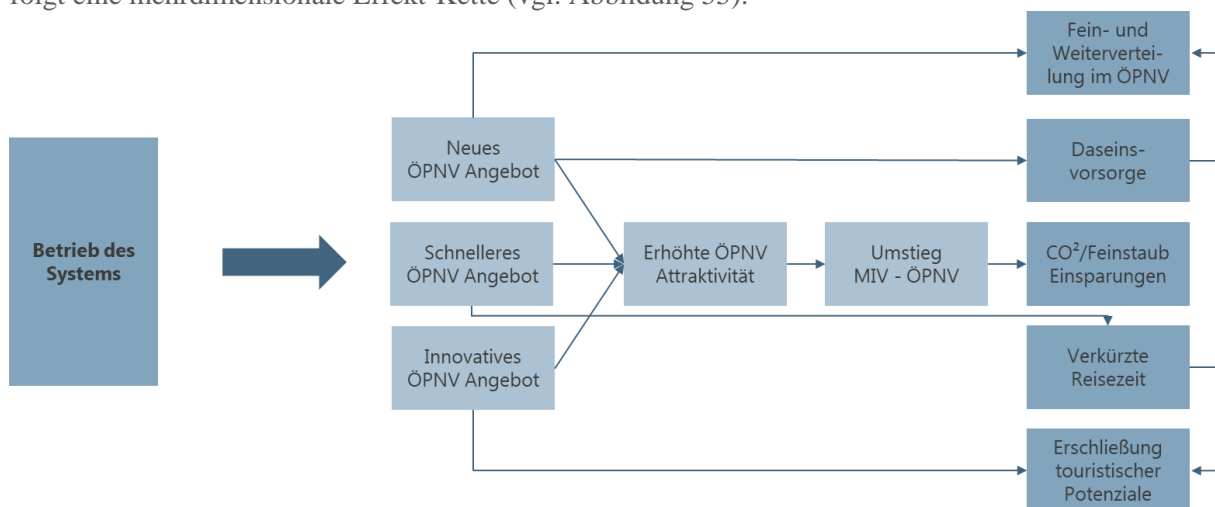 folgt eine mehrdimensionale Effekt-Kette (vgl. Abbildung 33).
Fein- und
Weitervertei-
lung im ÖPNV
Neues
ÖPNV Angebot
Daseins-
vorsorge
Betrieb des
Systems
Schnelleres
ÖPNV Angebot
Erhöhte ÖPNV
Attraktivität
Umstieg
MIV - ÖPNV
CO²/Feinstaub
Einsparungen
Innovatives
ÖPNV Angebot
Verkürzte
Reisezeit
Erschließung
touristischer
Potenziale